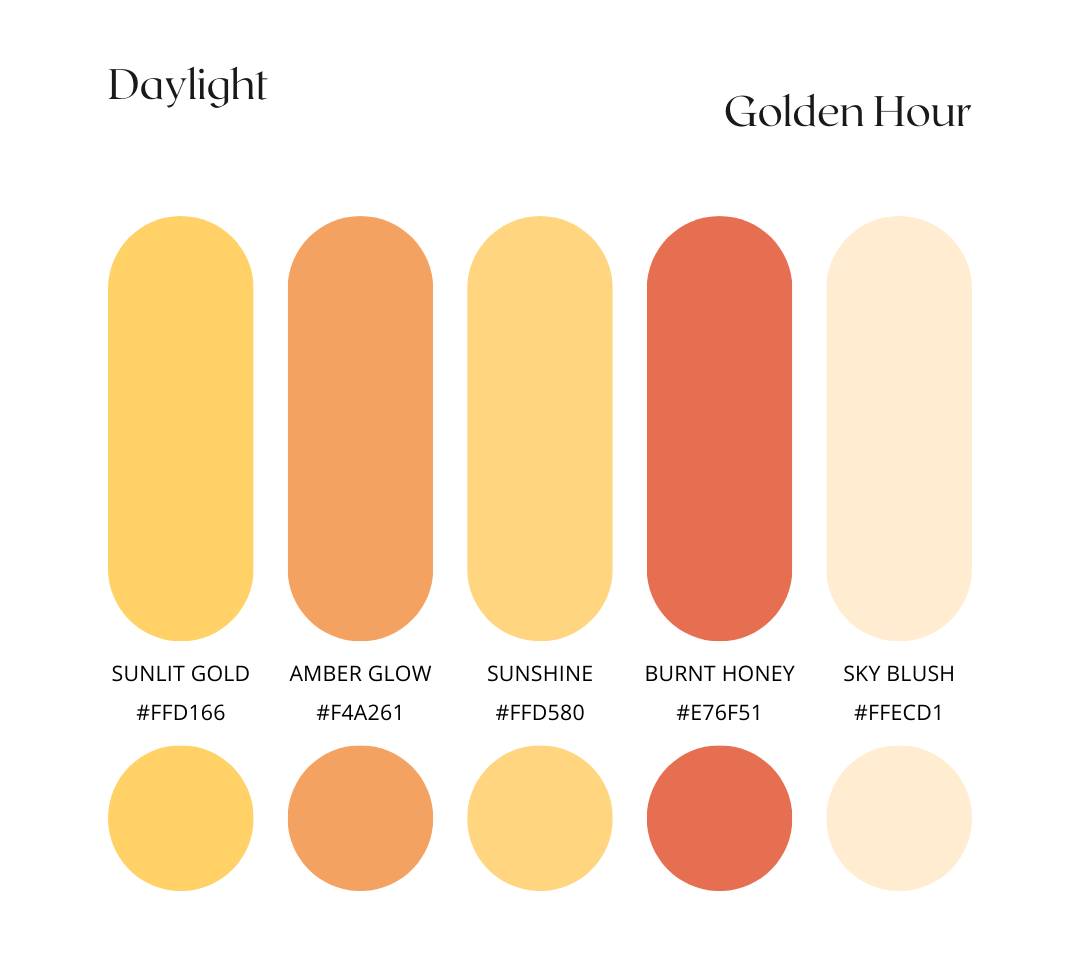 Daylight
Golden Hour
SUNLIT GOLD
#FFD166
AMBER GLOW
#F4A261
SUNSHINE
#FFD580
BURNT HONEY
#E76F51
SKY BLUSH
#FFECD1